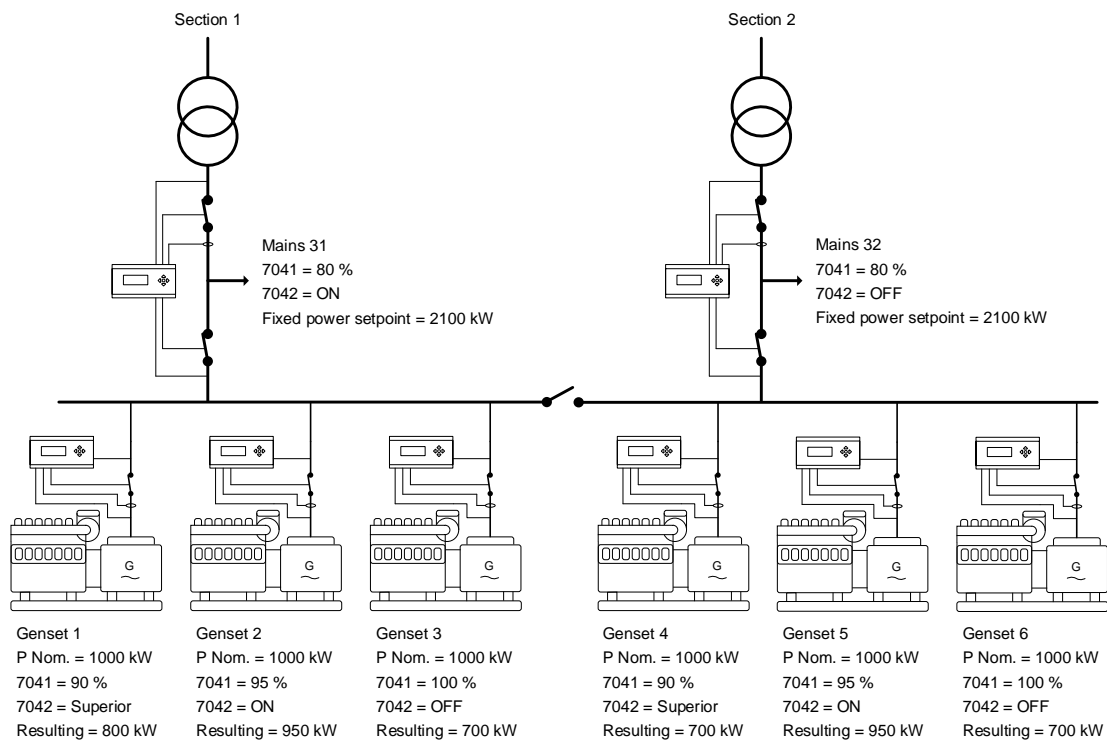 Section 1
Section 2
Mains 31
7041 = 80 %
7042 = ON
Fixed power setpoint = 2100 kW
Mains 32
7041 = 80 %
7042 = OFF
Fixed power setpoint = 2100 kW
G
G
G
G
G
G
Genset 1
P Nom. = 1000 kW
7041 = 90 %
7042 = Superior
Resulting = 800 kW
Genset 2
P Nom. = 1000 kW
7041 = 95 %
7042 = ON
Resulting = 950 kW
Genset 3
P Nom. = 1000 kW
7041 = 100 %
7042 = OFF
Resulting = 700 kW
Genset 4
P Nom. = 1000 kW
7041 = 90 %
7042 = Superior
Resulting = 700 kW
Genset 5
P Nom. = 1000 kW
7041 = 95 %
7042 = ON
Resulting = 950 kW
Genset 6
P Nom. = 1000 kW
7041 = 100 %
7042 = OFF
Resulting = 700 kW